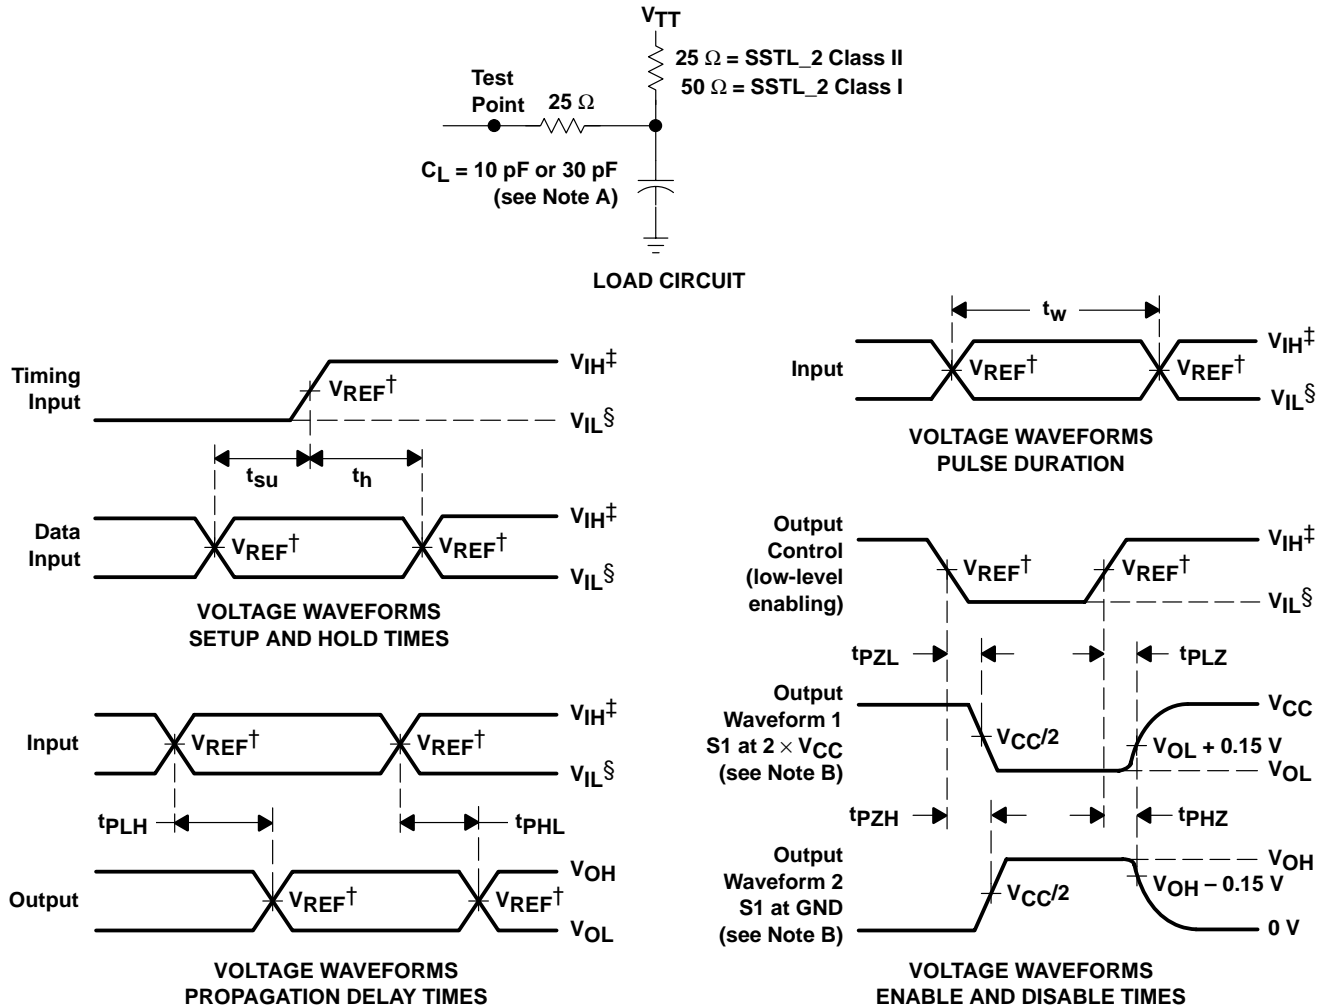 VTT
25 Ω = SSTL_2 Class II
50 Ω = SSTL_2 Class I
Test
Point
25 Ω
CL = 10 pF or 30 pF
(see Note A)
LOAD CIRCUIT
Timing
Input
VREF†
VIH‡
VIL§
tsu
th
Data
Input
VREF†
VREF†
VIH‡
VIL§
VOLTAGE WAVEFORMS
SETUP AND HOLD TIMES
tw
Input
VREF†
VREF†
VIH‡
VIL§
VOLTAGE WAVEFORMS
PULSE DURATION
Input
VREF†
VREF†
VIH‡
VIL§
tPLH
tPHL
Output
VREF†
VREF†
VOH
VOL
VOLTAGE WAVEFORMS
PROPAGATION DELAY TIMES
Output
Control
(low-level
enabling)
VREF†
VREF†
VIH‡
VIL§
tPZL
tPLZ
Output
Waveform 1
S1 at 2 × VCC
(see Note B)
VCC/2
VCC
VOL + 0.15 V
VOL
tPZH
tPHZ
Output
Waveform 2
S1 at GND
(see Note B)
VCC/2
VOH
VOH − 0.15 V
0 V
VOLTAGE WAVEFORMS
ENABLE AND DISABLE TIMES